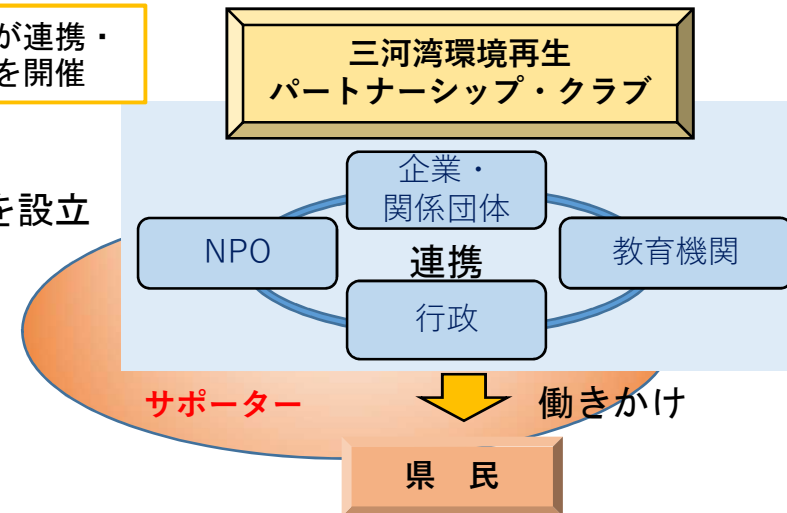 が連携・
を開催
三河湾環境再生
パートナーシップ・クラブ
を設立
企業・
関係団体
NPO
連携
教育機関
行政
サポーター
働きかけ
県　民